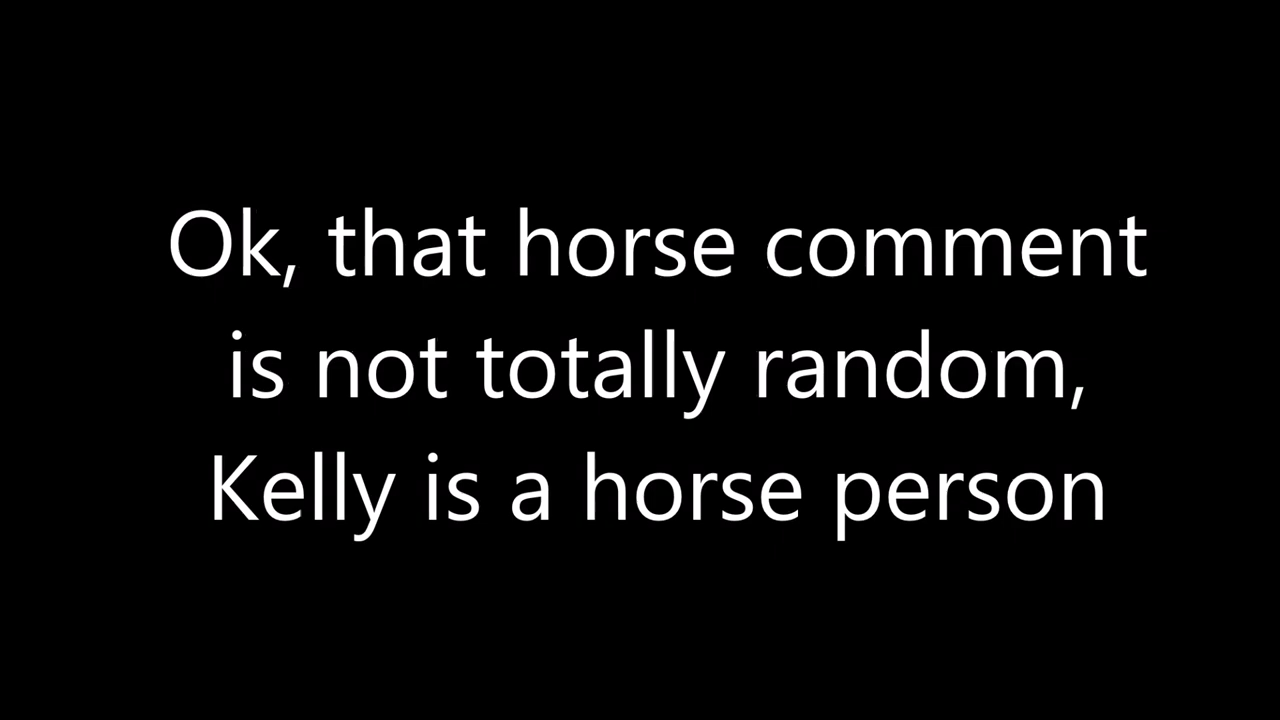 Ok, that horse comment
is not totally random,
Kelly is a horse person